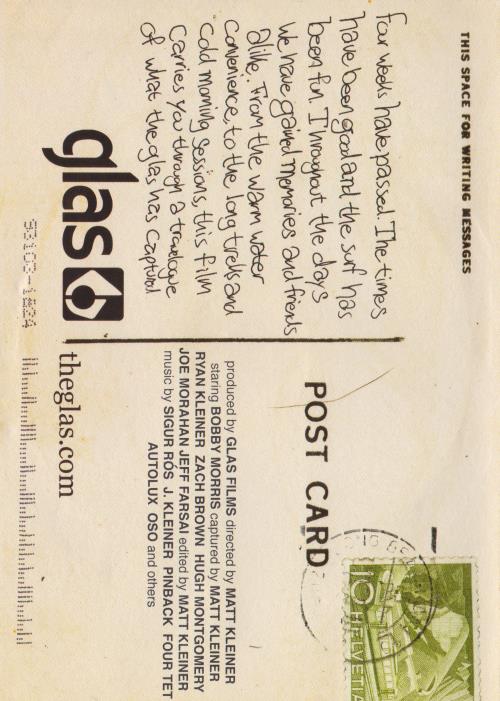 THIS SPACE FOR WRITING MESSAGES
Four weeks have passed. The times
have been good and the surf has
been fun. Throughout the days
we have gained memories and friends
alike. From the warm water
convenience, to the long treks and
cold morning sessions, this film
carries you through a travelogue
of what the glas has captured
glas
98103-1824
POST CARD
10 HELVETIA
produced by GLAS FILMS directed by MATT KLEINER
staring BOBBY MORRIS captured by MATT KLEINER
RYAN KLEINER ZACH BROWN HUGH MONTGOMERY
JOE MORAHAN JEFF FARSAI edited by MATT KLEINER
music by SIGUR RÓS J. KLEINER PINBACK FOUR TET
AUTOLUX OSO and others
theglas.com